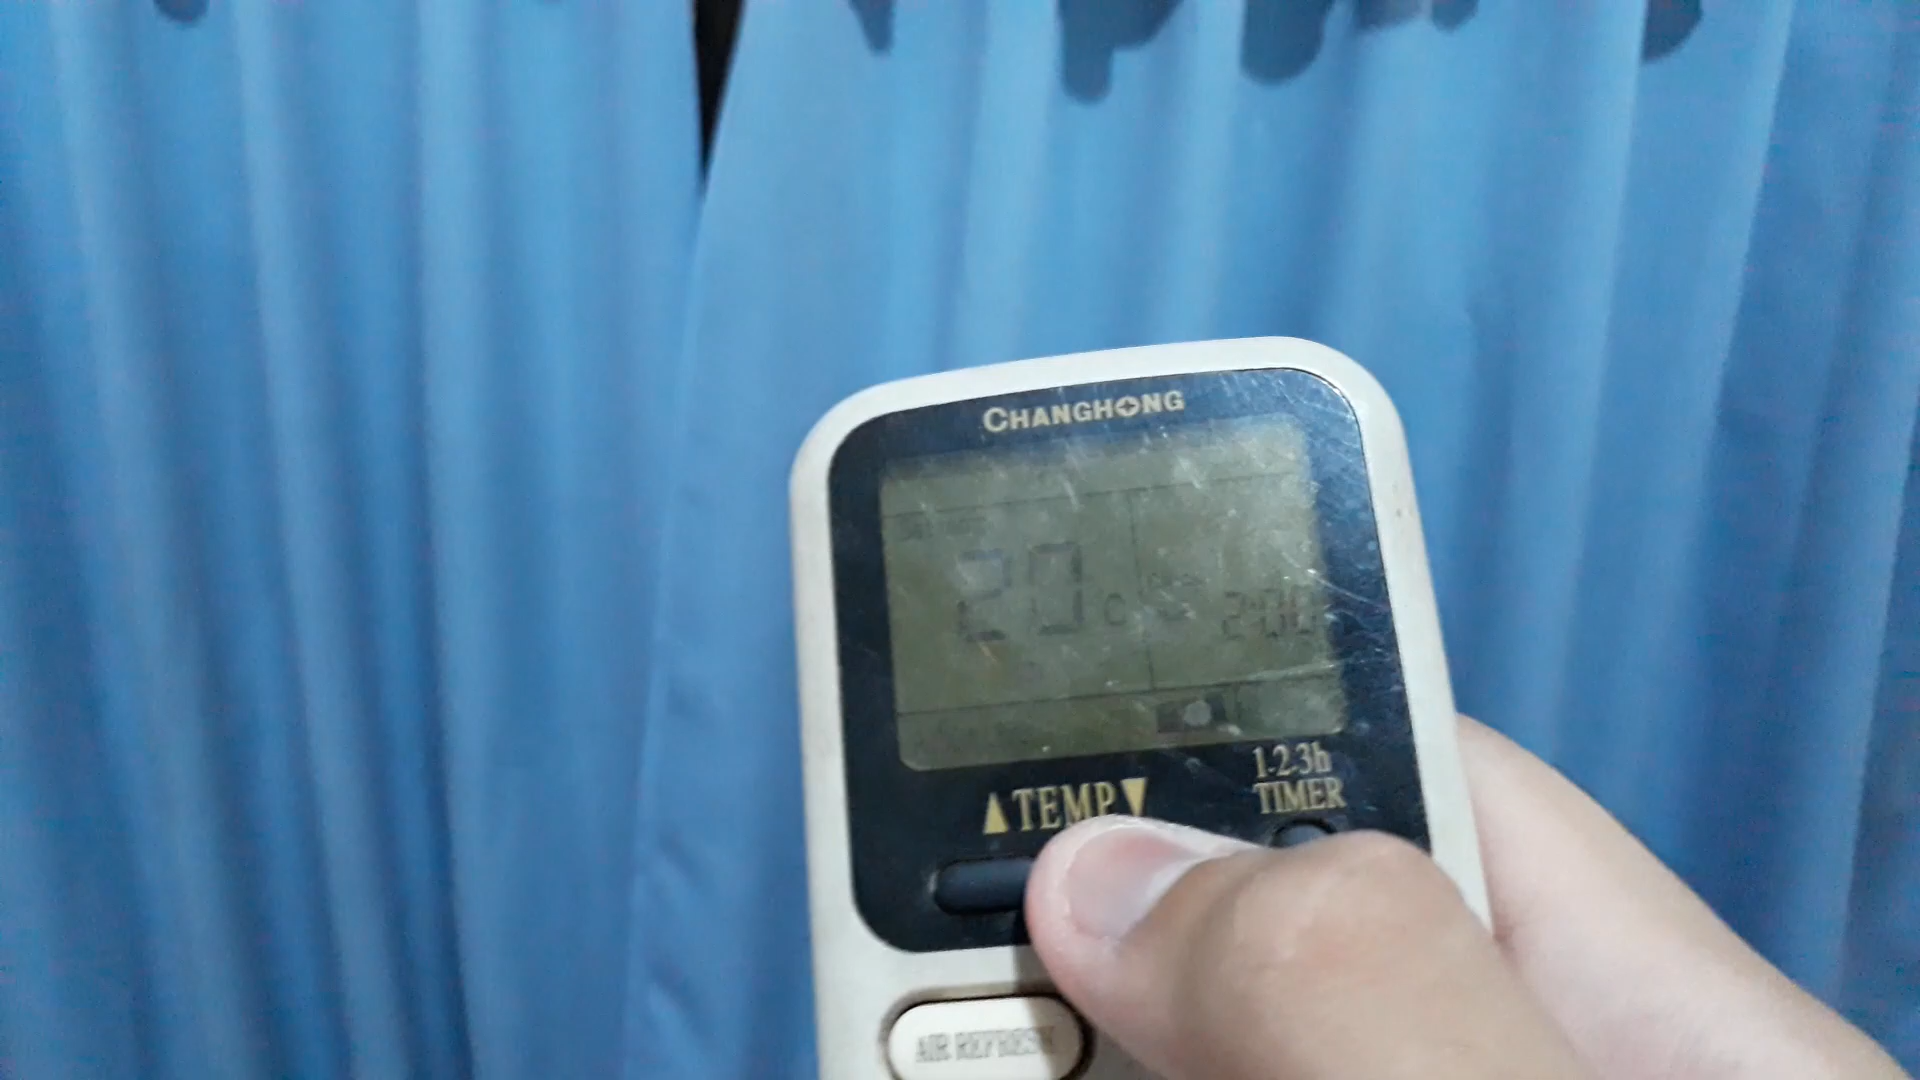 CHANGHONG
20 c
2:00
▲TEMP▼
1-2-3h
TIMER
AIR REFRESH